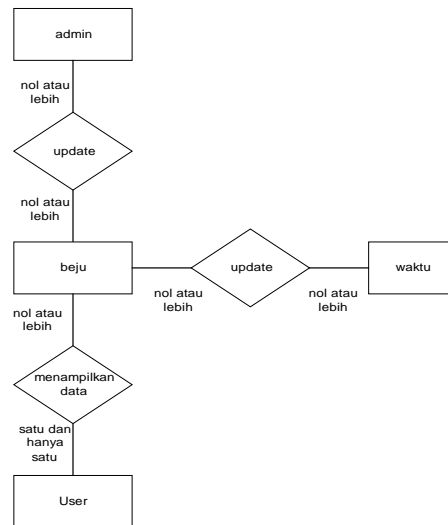 admin
nol atau
lebih
update
nol atau
lebih
beju
update
waktu
nol atau
lebih
nol atau
lebih
nol atau
lebih
menampilkan
data
satu dan
hanya
satu
User